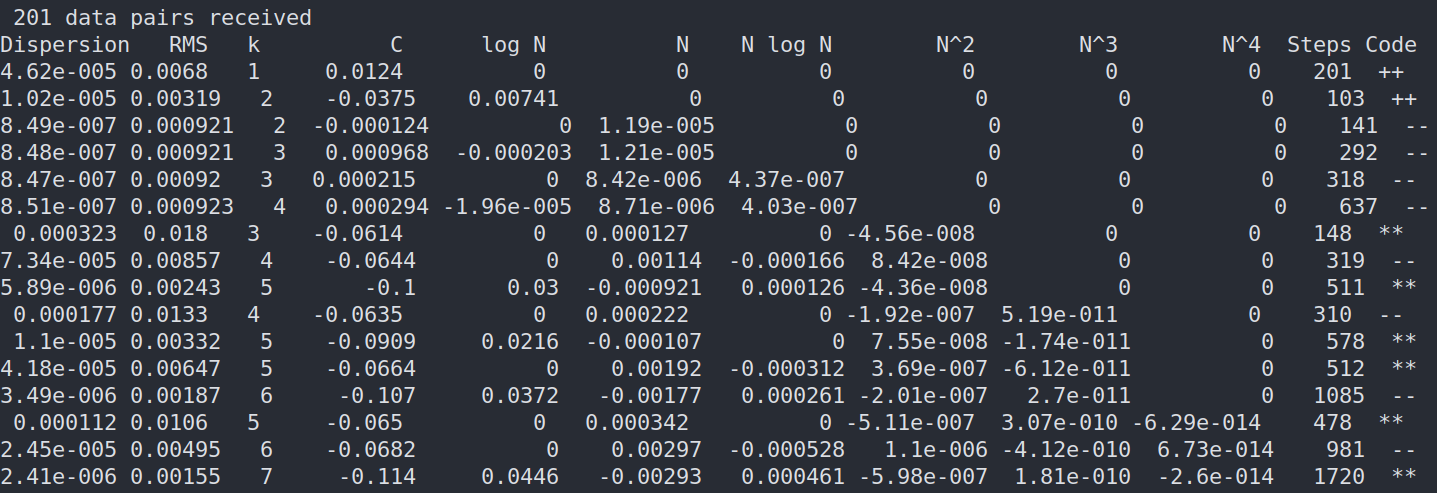 201 data pairs received
Dispersion RMS k C log N N N log N N^2 N^3 N^4 Steps Code
4.62e-005 0.0068 1 0.0124 0 0 0 0 0 0 201 ++
1.02e-005 0.00319 2 -0.0375 0.00741 0 0 0 0 0 103 ++
8.49e-007 0.000921 2 -0.000124 0 1.19e-005 0 0 0 0 141 --
8.48e-007 0.000921 3 0.000968 -0.000203 1.21e-005 0 0 0 0 292 --
8.47e-007 0.00092 3 0.000215 0 8.42e-006 4.37e-007 0 0 0 318 --
8.51e-007 0.000923 4 0.000294 -1.96e-005 8.71e-006 4.03e-007 0 0 0 637 --
0.000323 0.018 3 -0.0614 0 0.000127 0 -4.56e-008 0 0 148 **
7.34e-005 0.00857 4 -0.0644 0 0.00114 -0.000166 8.42e-008 0 0 319 --
5.89e-006 0.00243 5 -0.1 0.03 -0.000921 0.000126 -4.36e-008 0 0 511 **
0.000177 0.0133 4 -0.0635 0 0.000222 0 -1.92e-007 5.19e-011 0 310 --
1.1e-005 0.00332 5 -0.0909 0.0216 -0.000107 0 7.55e-008 -1.74e-011 0 578 **
4.18e-005 0.00647 5 -0.0664 0 0.00192 -0.000312 3.69e-007 -6.12e-011 0 512 **
3.49e-006 0.00187 6 -0.107 0.0372 -0.00177 0.000261 -2.01e-007 2.7e-011 0 1085 --
0.000112 0.0106 5 -0.065 0 0.000342 0 -5.11e-007 3.07e-010 -6.29e-014 478 **
2.45e-005 0.00495 6 -0.0682 0 0.00297 -0.000528 1.1e-006 -4.12e-010 6.73e-014 981 --
2.41e-006 0.00155 7 -0.114 0.0446 -0.00293 0.000461 -5.98e-007 1.81e-010 -2.6e-014 1720 **